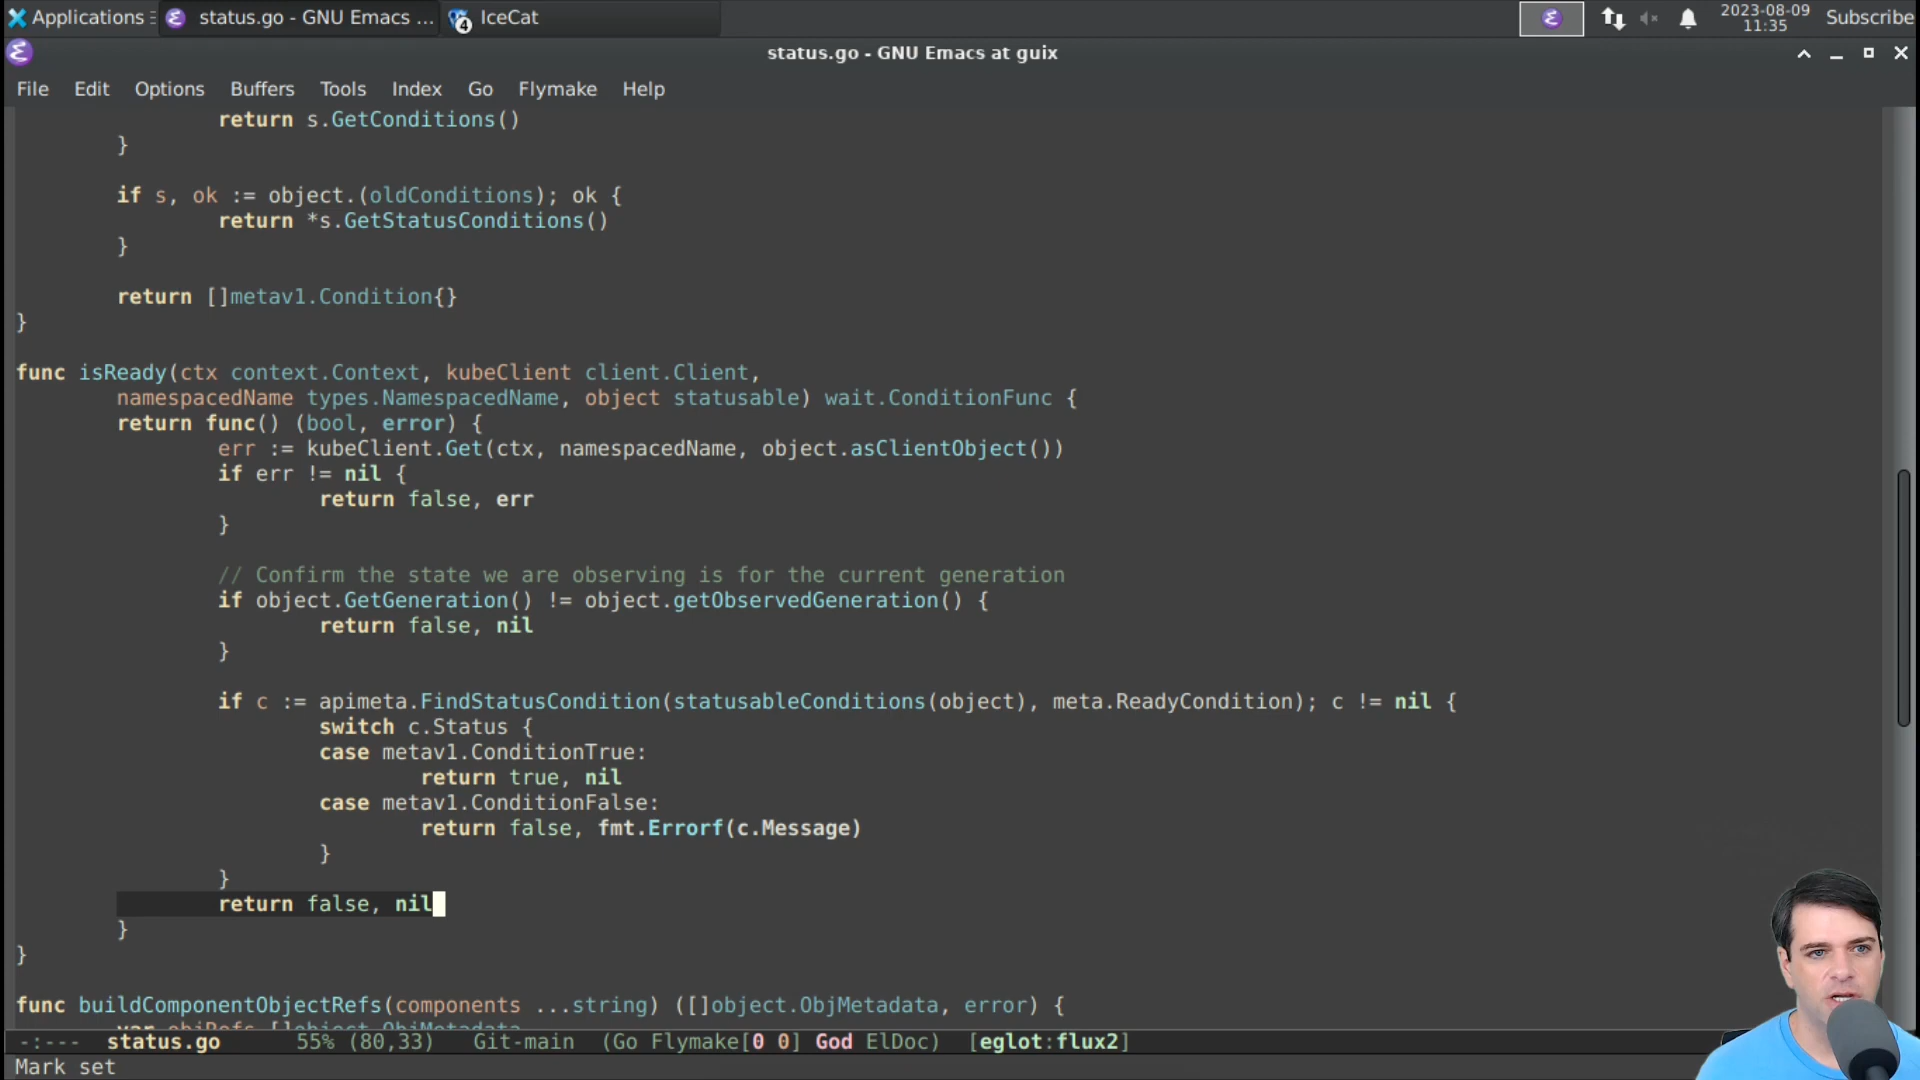 Applications
status.go - GNU Emacs ...
4
IceCat
2023-08-09
11:35
Subscribe
status.go - GNU Emacs at guix
File Edit Options Buffers Tools Index Go Flymake Help
return s.GetConditions()
}
if s, ok := object.(oldConditions); ok {
return *s.GetStatusConditions()
}
return []metav1.Condition{}
}
func isReady(ctx context.Context, kubeClient client.Client,
namespacedName types.NamespacedName, object statusable) wait.ConditionFunc {
return func() (bool, error) {
err := kubeClient.Get(ctx, namespacedName, object.asClientObject())
if err != nil {
return false, err
}
// Confirm the state we are observing is for the current generation
if object.GetGeneration() != object.getObservedGeneration() {
return false, nil
}
if c := apimeta.FindStatusCondition(statusableConditions(object), meta.ReadyCondition); c != nil {
switch c.Status {
case metav1.ConditionTrue:
return true, nil
case metav1.ConditionFalse:
return false, fmt.Errorf(c.Message)
}
}
return false, nil
}
}
func buildComponentObjectRefs(components ...string) ([]object.ObjMetadata, error) {
var objRefs []object.ObjMetadata
-:--- status.go 55% (80,33) Git-main (Go Flymake[0 0] God ElDoc) [eglot:flux2]
Mark set